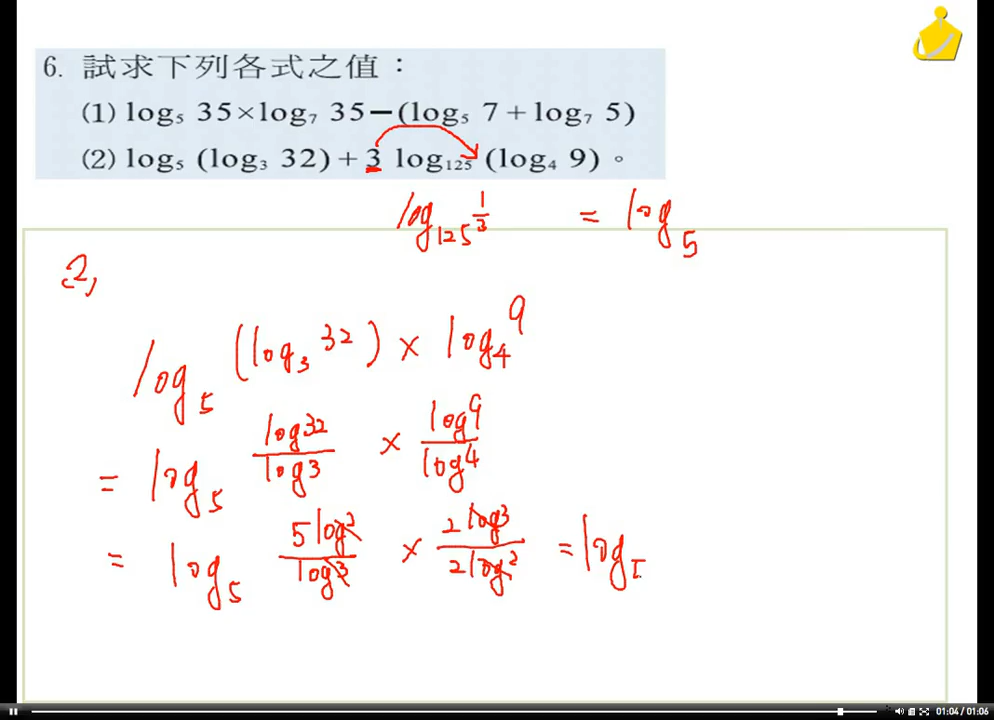 6. 試求下列各式之值：
(1) log₅ 35×log₇ 35−(log₅ 7+log₇ 5)
(2) log₅ (log₃ 32)+3 log₁₂₅ (log₄ 9)。
log₁₂₅^(1/3) = log₅
2,
log₅ (log₃ 32) × log₄ 9
= log₅ log32/log3 × log9/log4
= log₅ 5log2/log3 × 2log3/2log2 = log₅
01:04/01:06